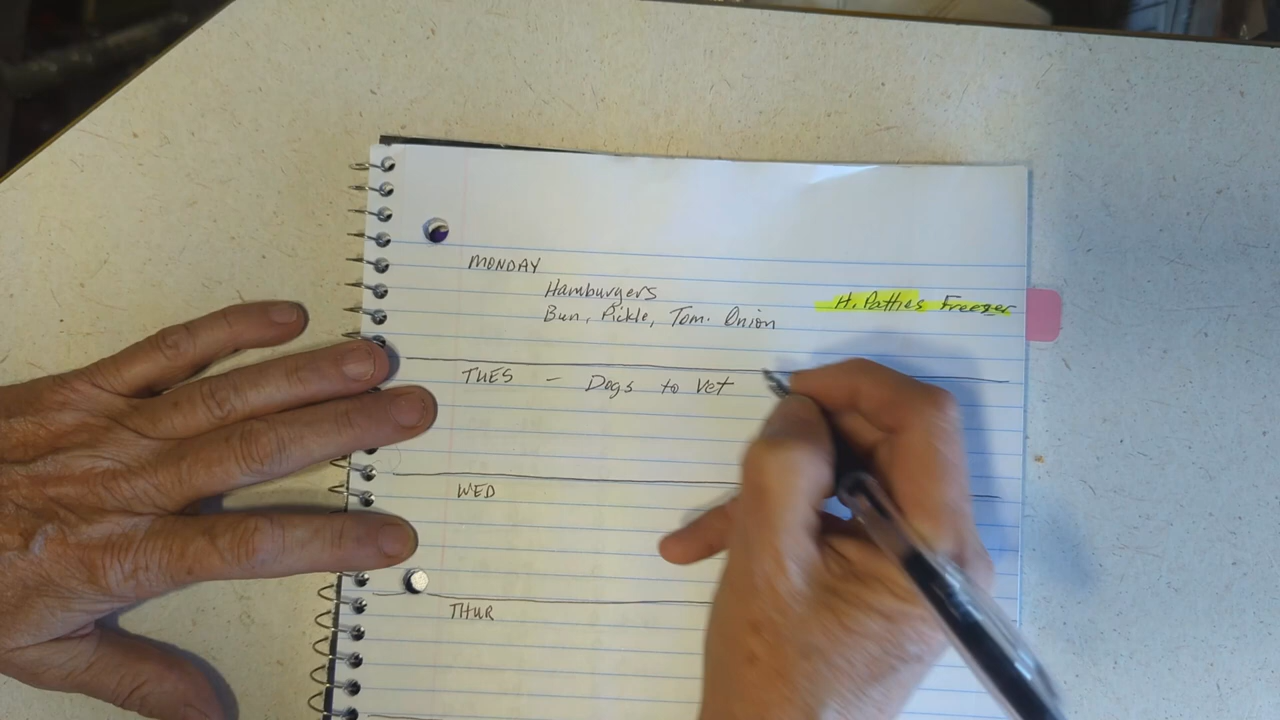 MONDAY
Hamburgers
H. Patties Freezer
Bun, Pickle, Tom. Onion
TUES - Dogs to Vet
WED
THUR